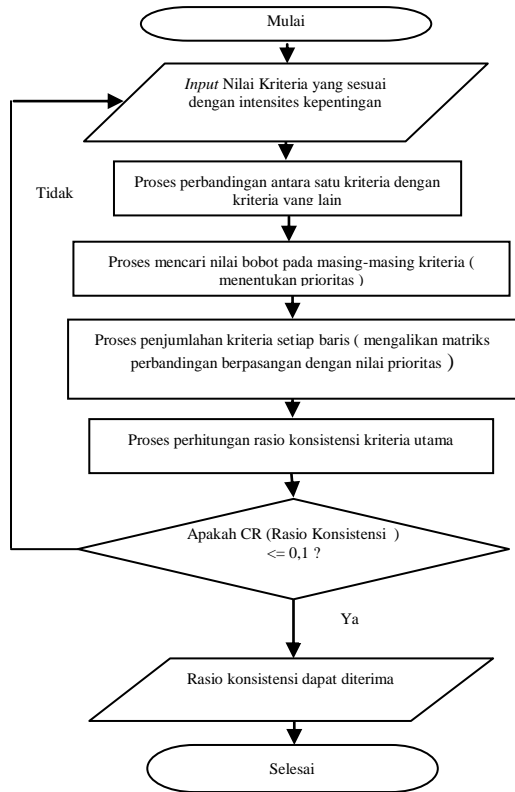 Mulai
Input Nilai Kriteria yang sesuai
dengan intensites kepentingan
Tidak
Proses perbandingan antara satu kriteria dengan
kriteria yang lain
Proses mencari nilai bobot pada masing-masing kriteria (
menentukan prioritas )
Proses penjumlahan kriteria setiap baris ( mengalikan matriks
perbandingan berpasangan dengan nilai prioritas )
Proses perhitungan rasio konsistensi kriteria utama
Apakah CR (Rasio Konsistensi )
<= 0,1 ?
Ya
Rasio konsistensi dapat diterima
Selesai